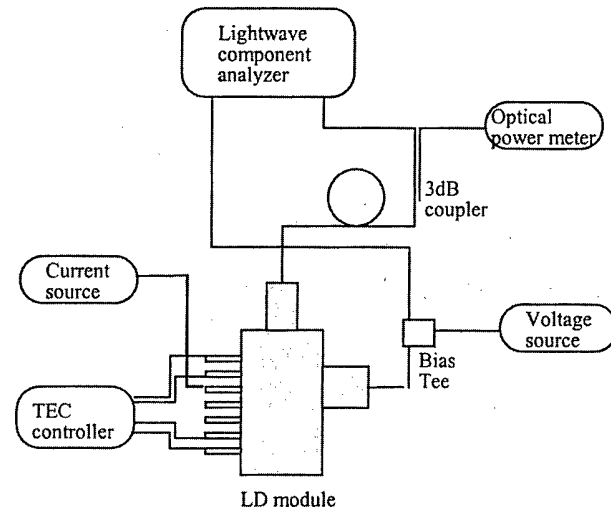 Lightwave
component
analyzer
Optical
power meter
3dB
coupler
Current
source
Voltage
source
Bias
Tee
TEC
controller
LD module